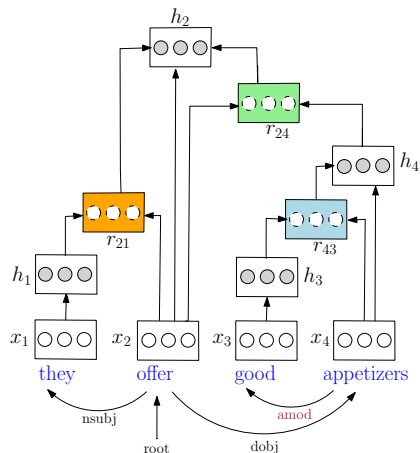 h₂
r₂₄
h₄
r₂₁
r₄₃
h₁
h₃
x₁
x₂
x₃
x₄
they offer good appetizers
nsubj
amod
root
dobj